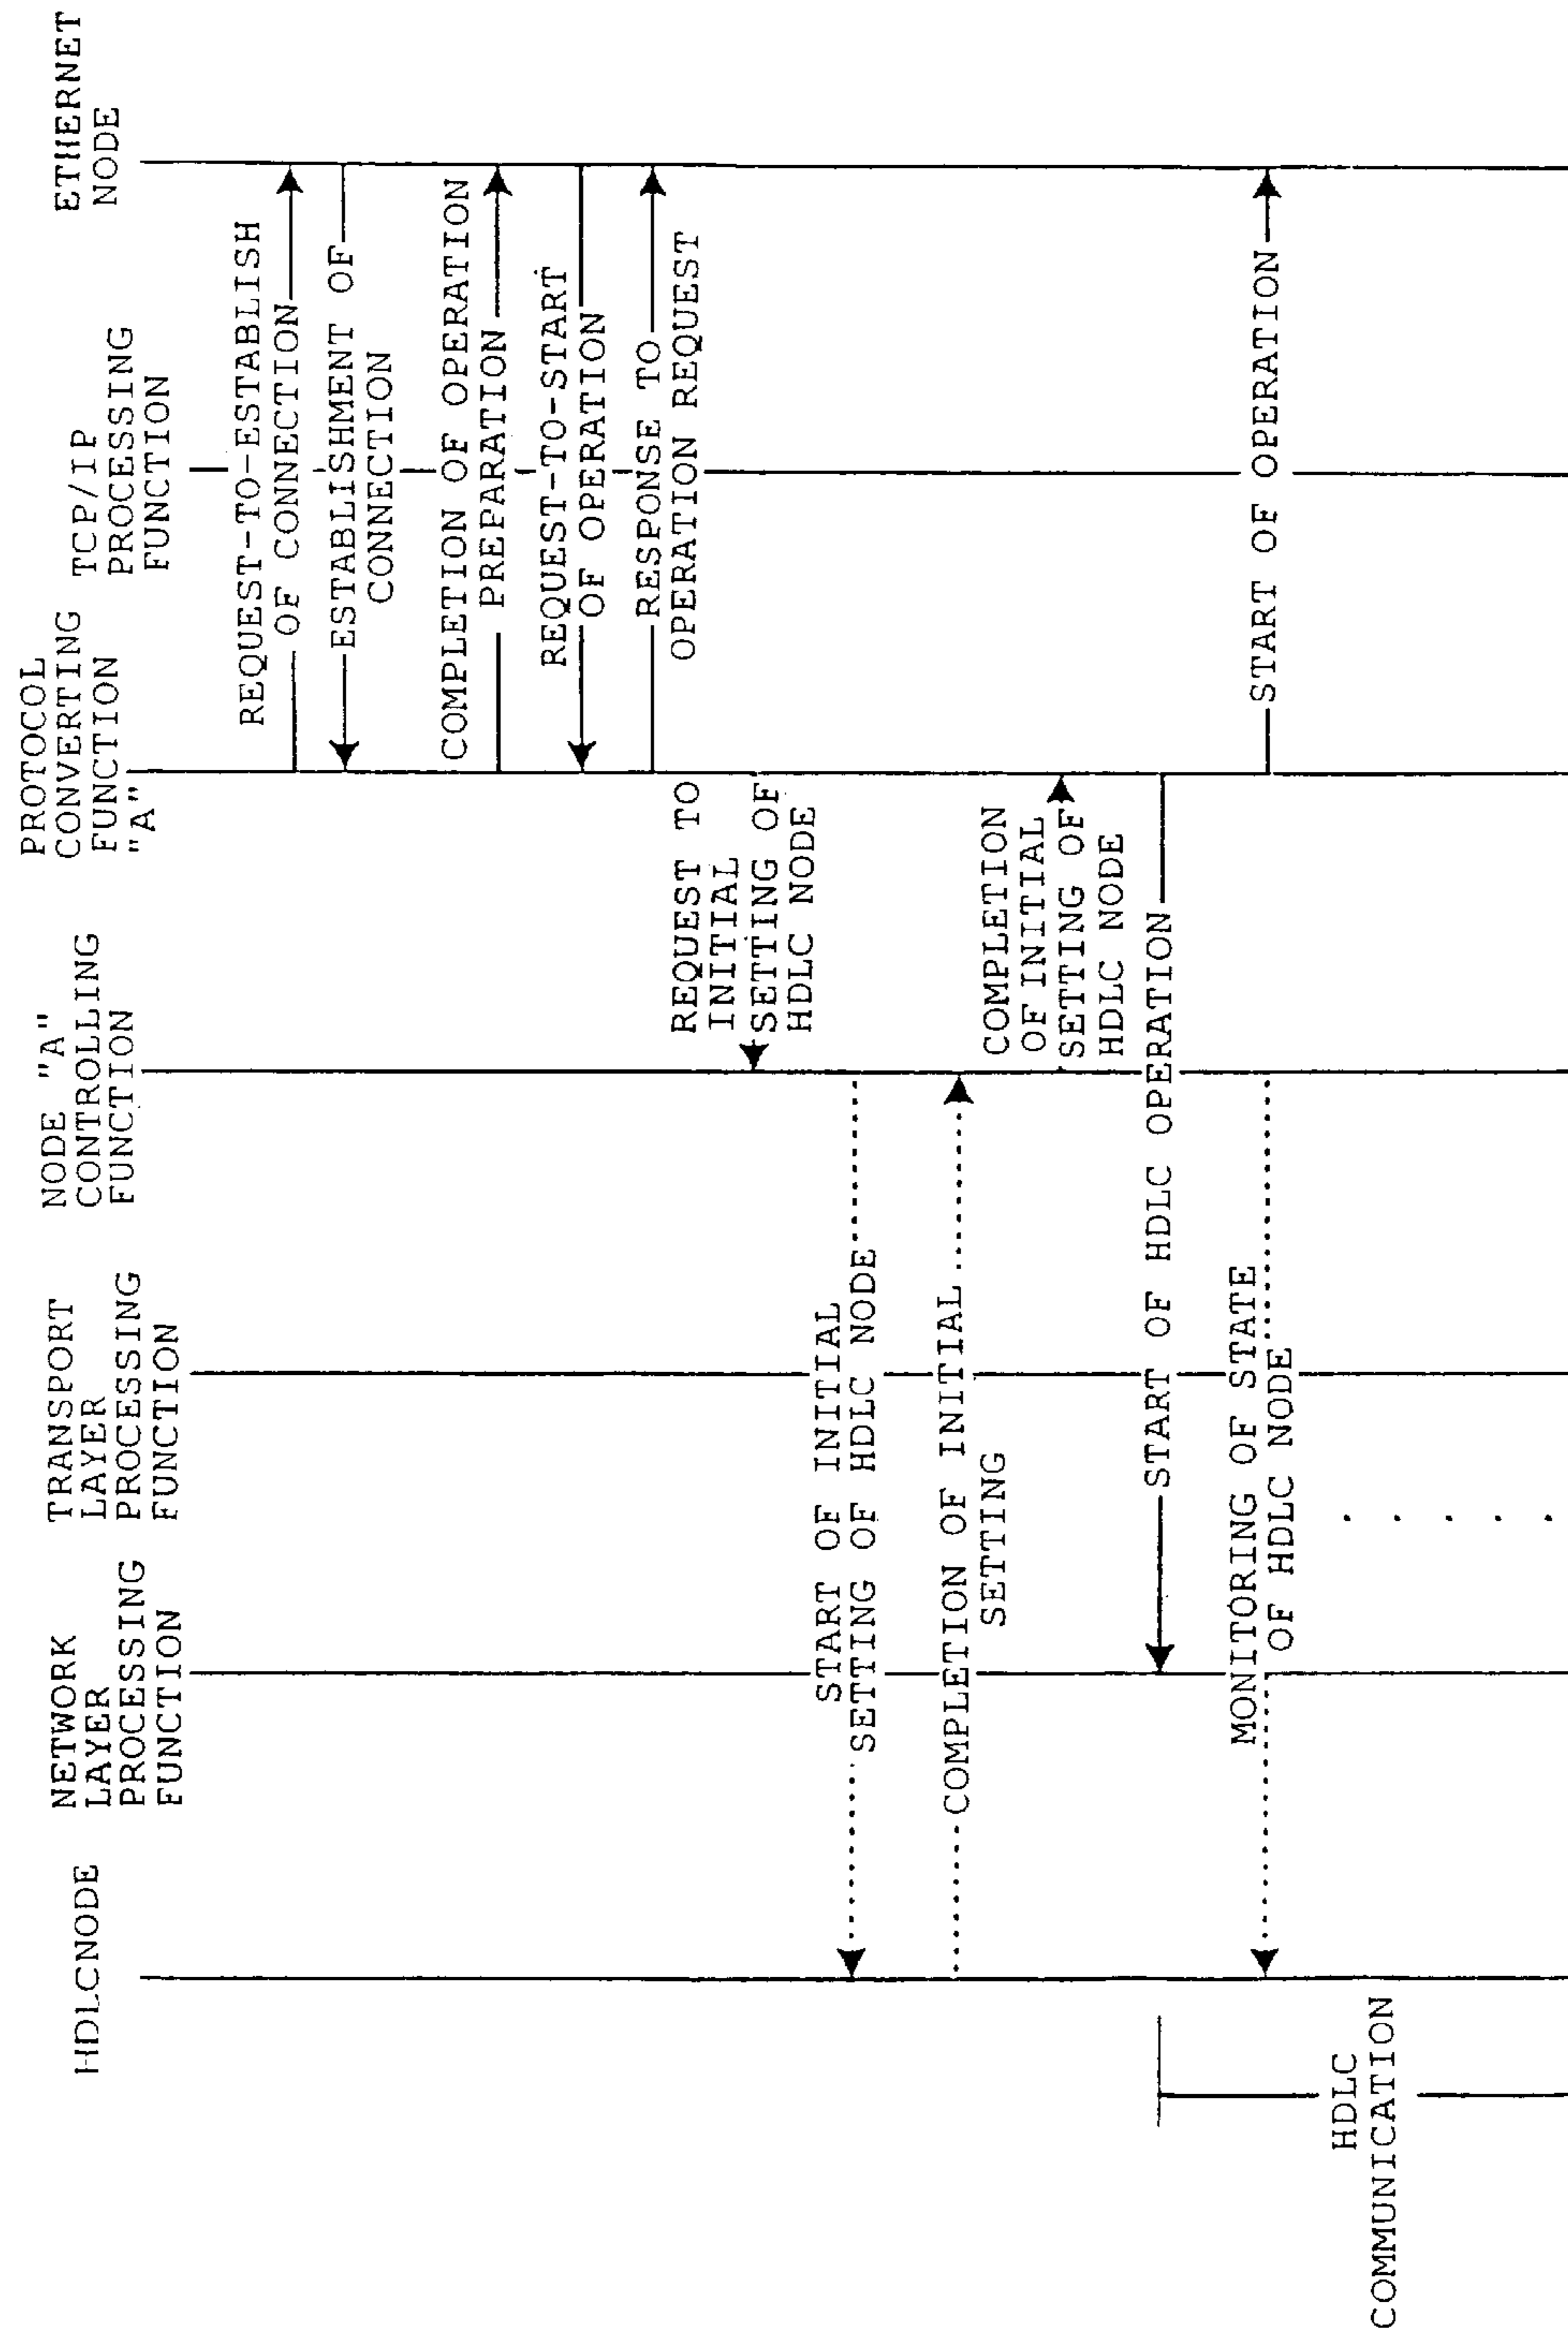 HDLCNODE
NETWORK
LAYER
PROCESSING
FUNCTION
TRANSPORT
LAYER
PROCESSING
FUNCTION
NODE "A"
CONTROLLING
FUNCTION
PROTOCOL
CONVERTING
FUNCTION
"A"
TCP/IP
PROCESSING
FUNCTION
ETHERNET
NODE
REQUEST-TO-ESTABLISH
OF CONNECTION
ESTABLISHMENT OF
CONNECTION
COMPLETION OF OPERATION
PREPARATION
REQUEST-TO-START
OF OPERATION
RESPONSE TO
OPERATION REQUEST
REQUEST TO
INITIAL
SETTING OF
HDLC NODE
START OF INITIAL
SETTING OF HDLC NODE
COMPLETION OF INITIAL
SETTING
COMPLETION
OF INITIAL
SETTING OF
HDLC NODE
START OF HDLC OPERATION
MONITORING OF STATE
OF HDLC NODE
START OF OPERATION
HDLC
COMMUNICATION